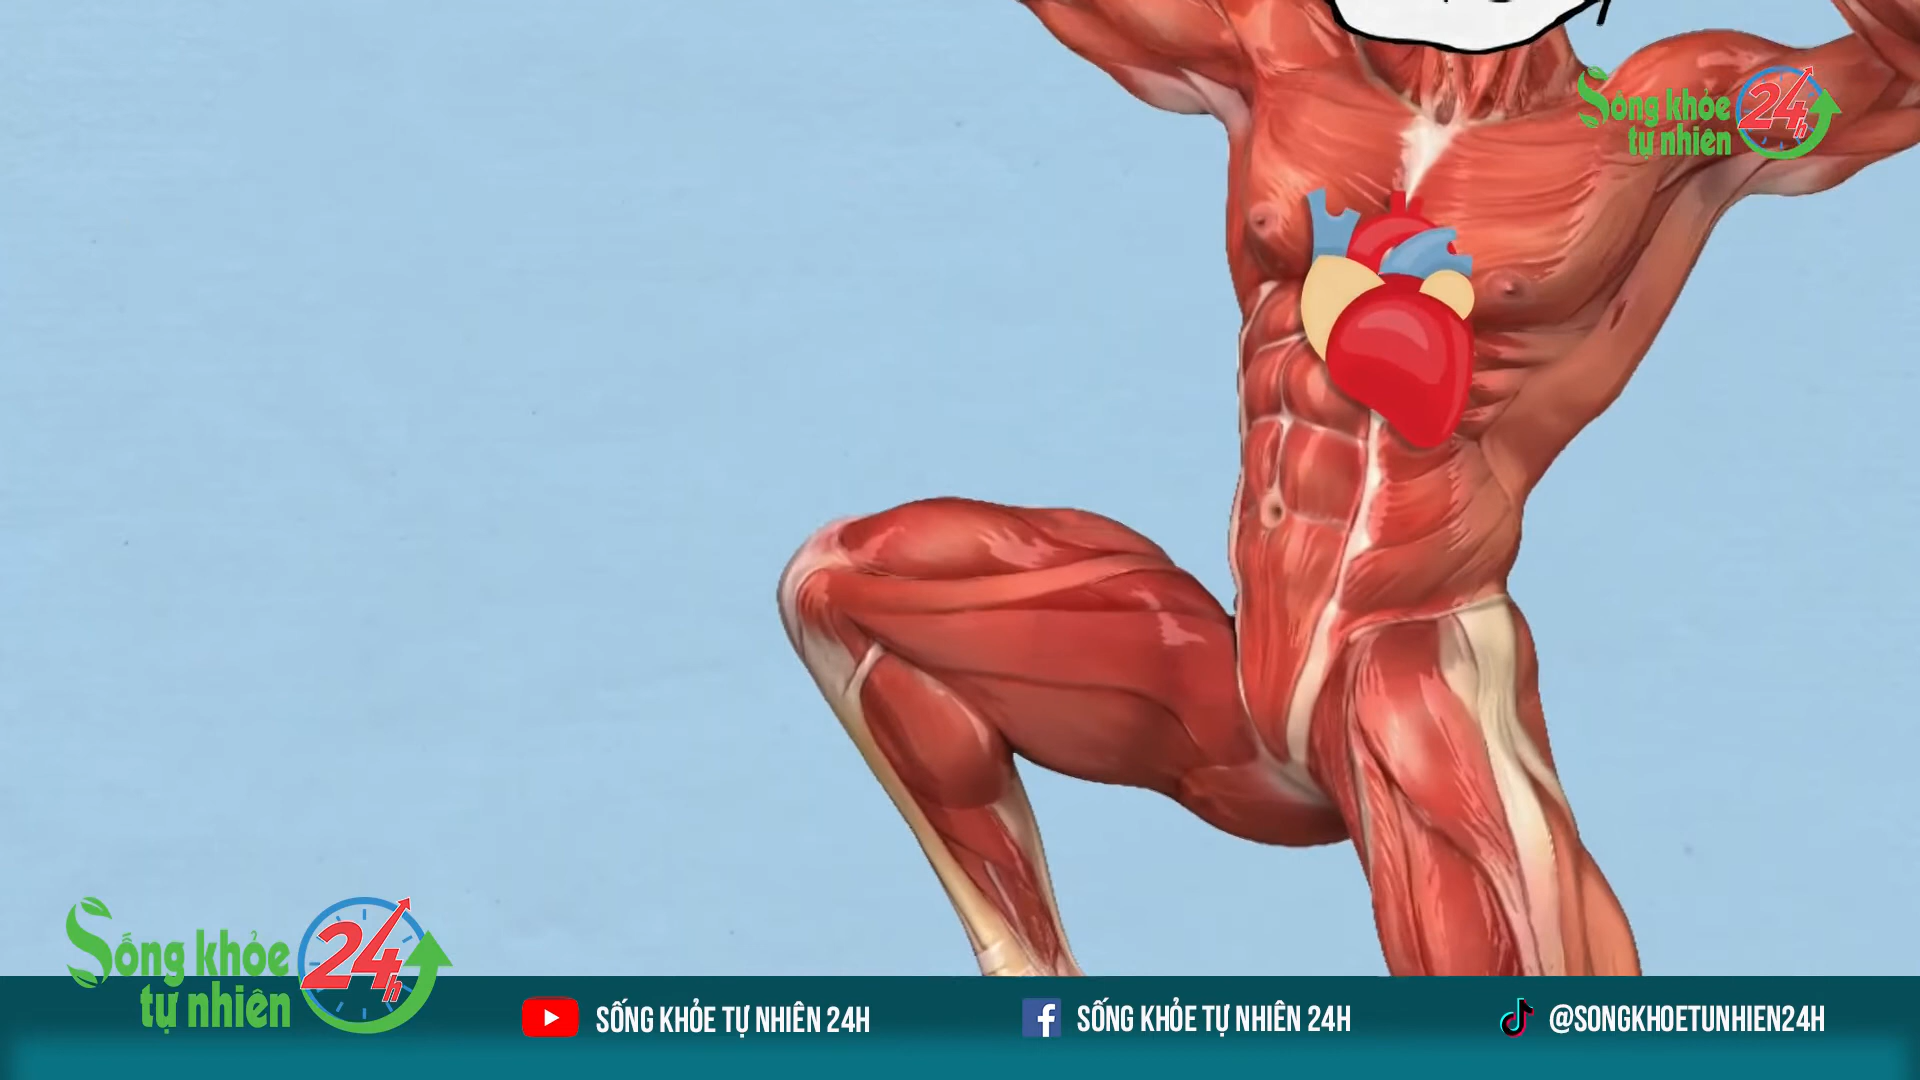 Sống khỏe
tự nhiên
24h
Sống khỏe
tự nhiên
24h
SỐNG KHỎE TỰ NHIÊN 24H
SỐNG KHỎE TỰ NHIÊN 24H
@SONGKHOETUNHIEN24H